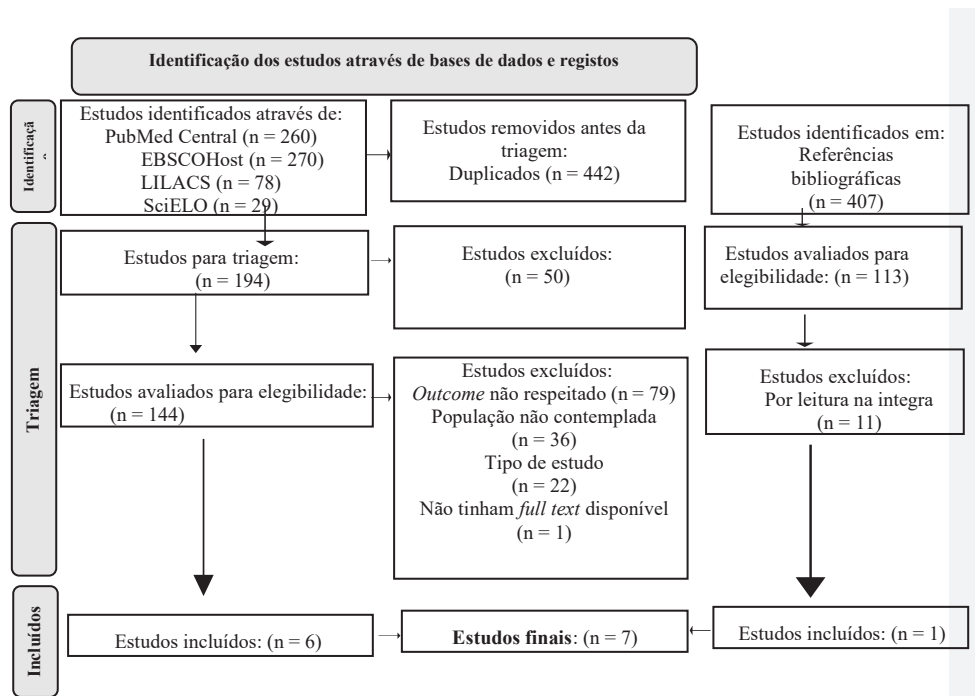 Identificação dos estudos através de bases de dados e registos
Identificaçã
Estudos identificados através de:
PubMed Central (n = 260)
EBSCOHost (n = 270)
LILACS (n = 78)
SciELO (n = 29)
Estudos removidos antes da
triagem:
Duplicados (n = 442)
Estudos identificados em:
Referências
bibliográficas
(n = 407)
Triagem
Estudos para triagem:
(n = 194)
Estudos excluídos:
(n = 50)
Estudos avaliados para
elegibilidade: (n = 113)
Estudos avaliados para elegibilidade:
(n = 144)
Estudos excluídos:
Outcome não respeitado (n = 79)
População não contemplada
(n = 36)
Tipo de estudo
(n = 22)
Não tinham full text disponível
(n = 1)
Estudos excluídos:
Por leitura na integra
(n = 11)
Incluídos
Estudos incluídos: (n = 6)
Estudos finais: (n = 7)
Estudos incluídos: (n = 1)